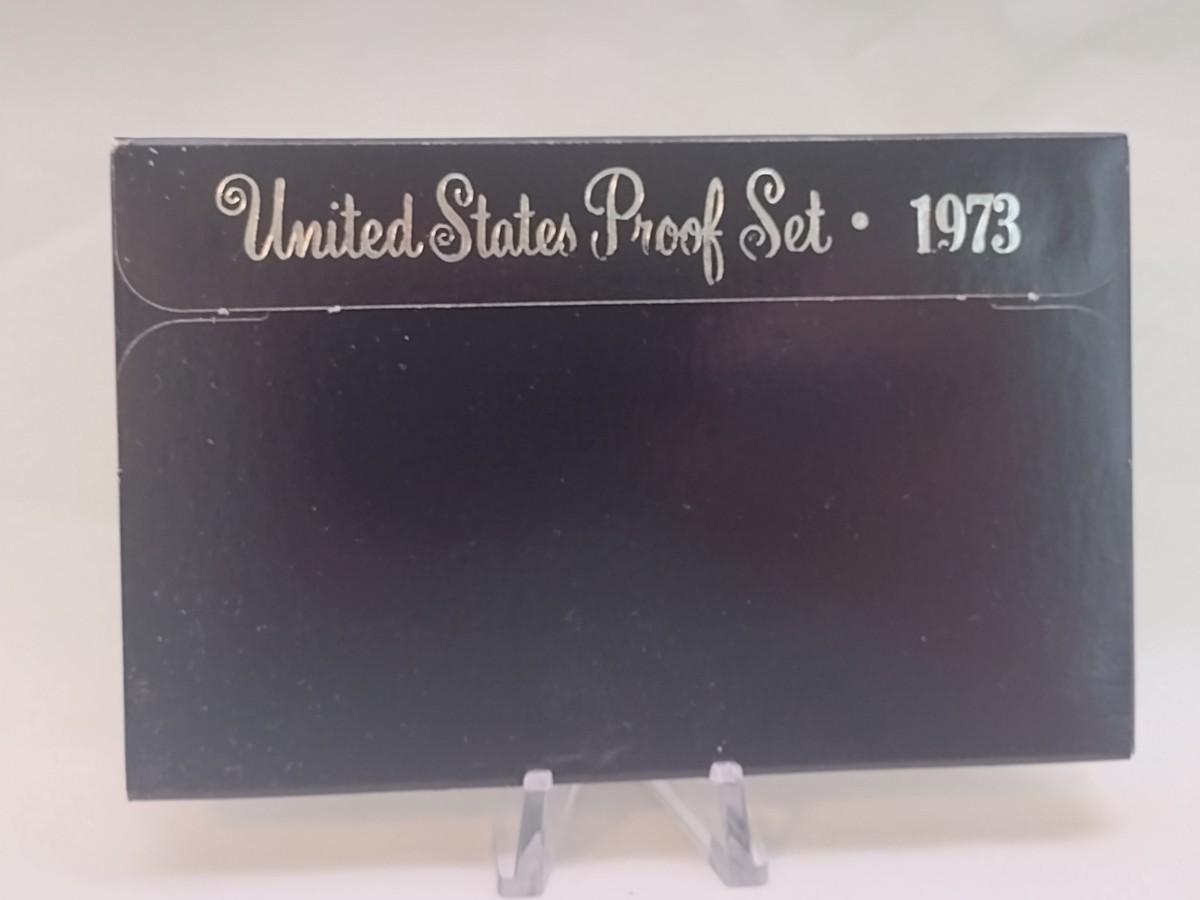 United States Proof Set • 1973